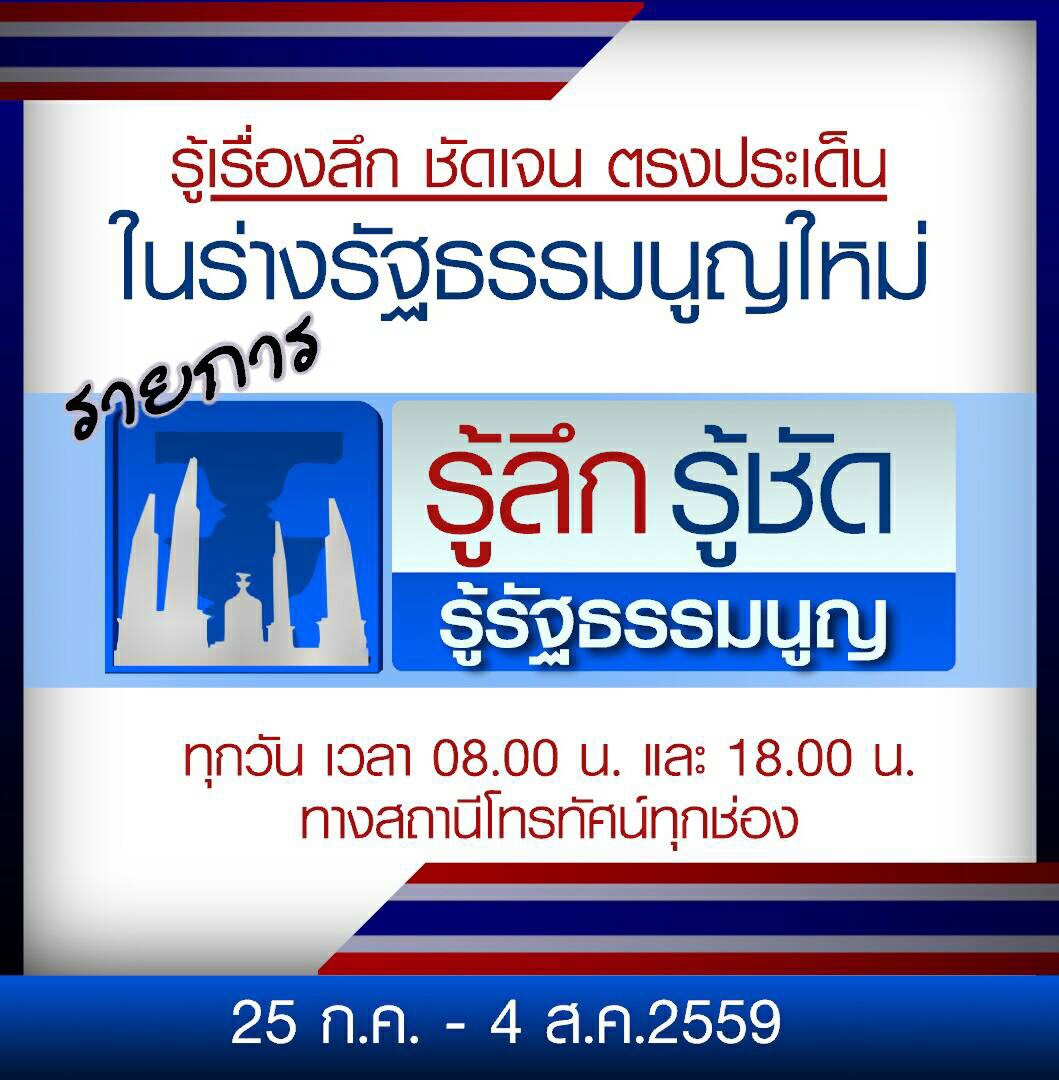 รู้เรื่องลึก ชัดเจน ตรงประเด็น
ในร่างรัฐธรรมนูญใหม่
รายการ
รู้ลึก รู้ชัด
รู้รัฐธรรมนูญ
ทุกวัน เวลา 08.00 น. และ 18.00 น.
ทางสถานีโทรทัศน์ทุกช่อง
25 ก.ค. - 4 ส.ค.2559